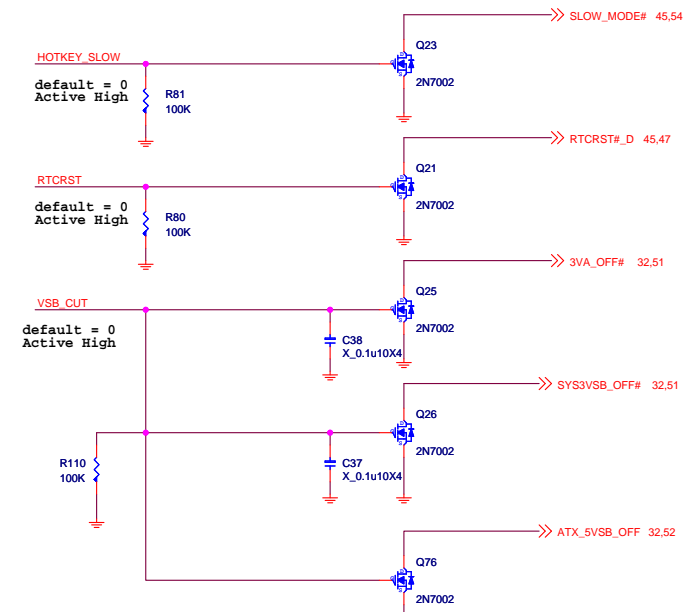 SLOW_MODE# 45,54
Q23
HOTKEY_SLOW
2N7002
default = 0
Active High
R81
100K
RTCRST#_D 45,47
Q21
RTCRST
2N7002
default = 0
Active High
R80
100K
3VA_OFF# 32,51
Q25
VSB_CUT
2N7002
default = 0
Active High
C38
X_0.1u10X4
SYS3VSB_OFF# 32,51
Q26
2N7002
R110
100K
C37
X_0.1u10X4
ATX_5VSB_OFF 32,52
Q76
2N7002